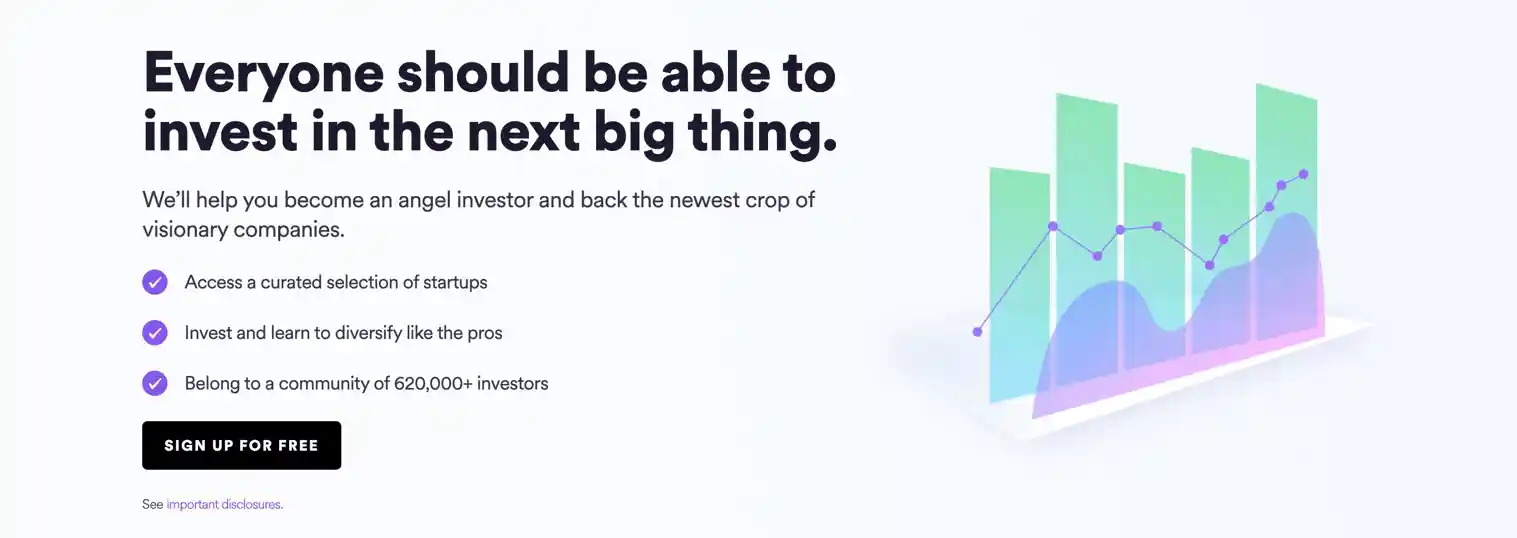 Everyone should be able to
invest in the next big thing.
We'll help you become an angel investor and back the newest crop of
visionary companies.
Access a curated selection of startups
Invest and learn to diversify like the pros
Belong to a community of 620,000+ investors
SIGN UP FOR FREE
See important disclosures.